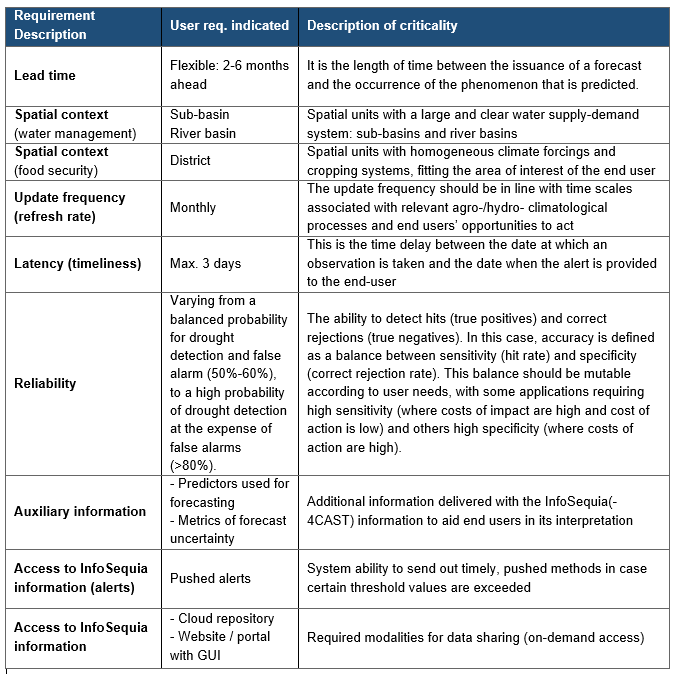 Requirement
Description
User req. indicated
Description of criticality
Lead time
Flexible: 2-6 months
ahead
It is the length of time between the issuance of a forecast
and the occurrence of the phenomenon that is predicted.
Spatial context
(water management)
Sub-basin
River basin
Spatial units with a large and clear water supply-demand
system: sub-basins and river basins
Spatial context
(food security)
District
Spatial units with homogeneous climate forcings and
cropping systems, fitting the area of interest of the end user
Update frequency
(refresh rate)
Monthly
The update frequency should be in line with time scales
associated with relevant agro-/hydro- climatological
processes and end users' opportunities to act
Latency (timeliness)
Max. 3 days
This is the time delay between the date at which an
observation is taken and the date when the alert is provided
to the end-user
Reliability
Varying from a
balanced probability
for drought
detection and false
alarm (50%-60%),
to a high probability
of drought detection
at the expense of
false alarms
(>80%).
The ability to detect hits (true positives) and correct
rejections (true negatives). In this case, accuracy is defined
as a balance between sensitivity (hit rate) and specificity
(correct rejection rate). This balance should be mutable
according to user needs, with some applications requiring
high sensitivity (where costs of impact are high and cost of
action is low) and others high specificity (where costs of
action are high).
Auxiliary information
- Predictors used for
forecasting
- Metrics of forecast
uncertainty
Additional information delivered with the InfoSequia(-
4CAST) information to aid end users in its interpretation
Access to InfoSequia
information (alerts)
Pushed alerts
System ability to send out timely, pushed methods in case
certain threshold values are exceeded
Access to InfoSequia
information
- Cloud repository
- Website / portal
with GUI
Required modalities for data sharing (on-demand access)